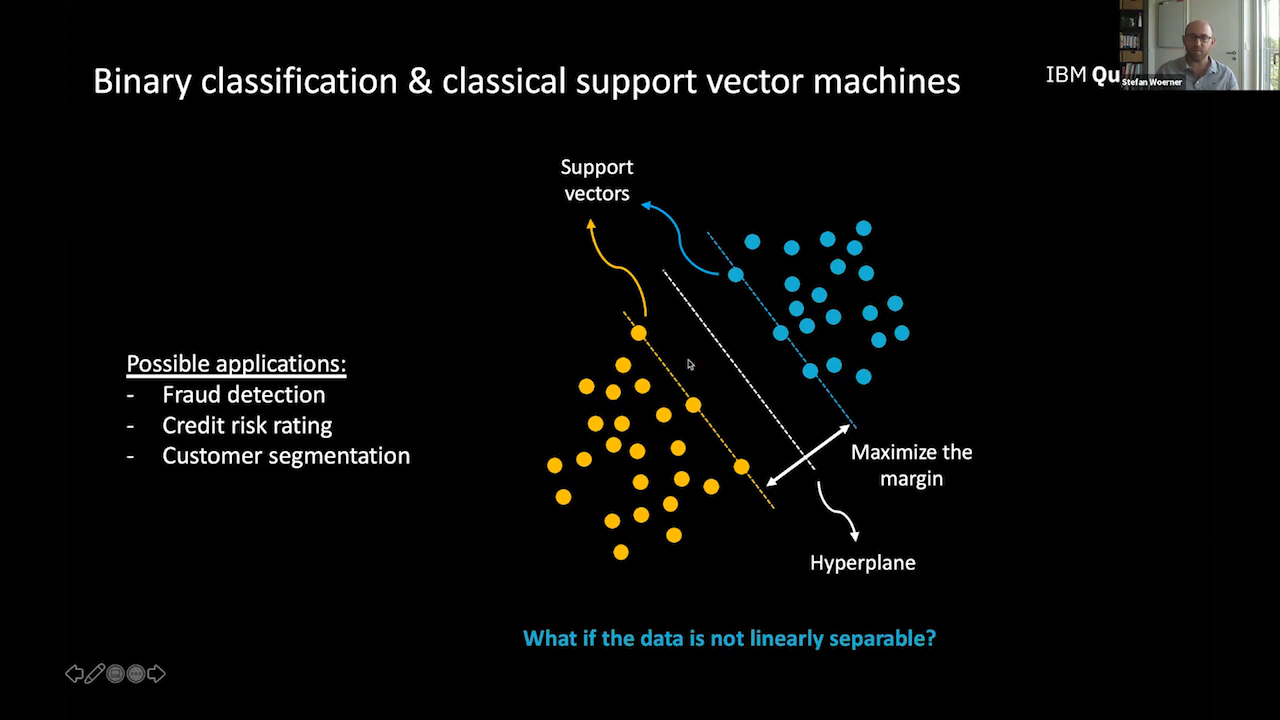 Binary classification & classical support vector machines
IBM Qu
Stefan Woerner
Support
vectors
Possible applications:
- Fraud detection
- Credit risk rating
- Customer segmentation
Maximize the
margin
Hyperplane
What if the data is not linearly separable?